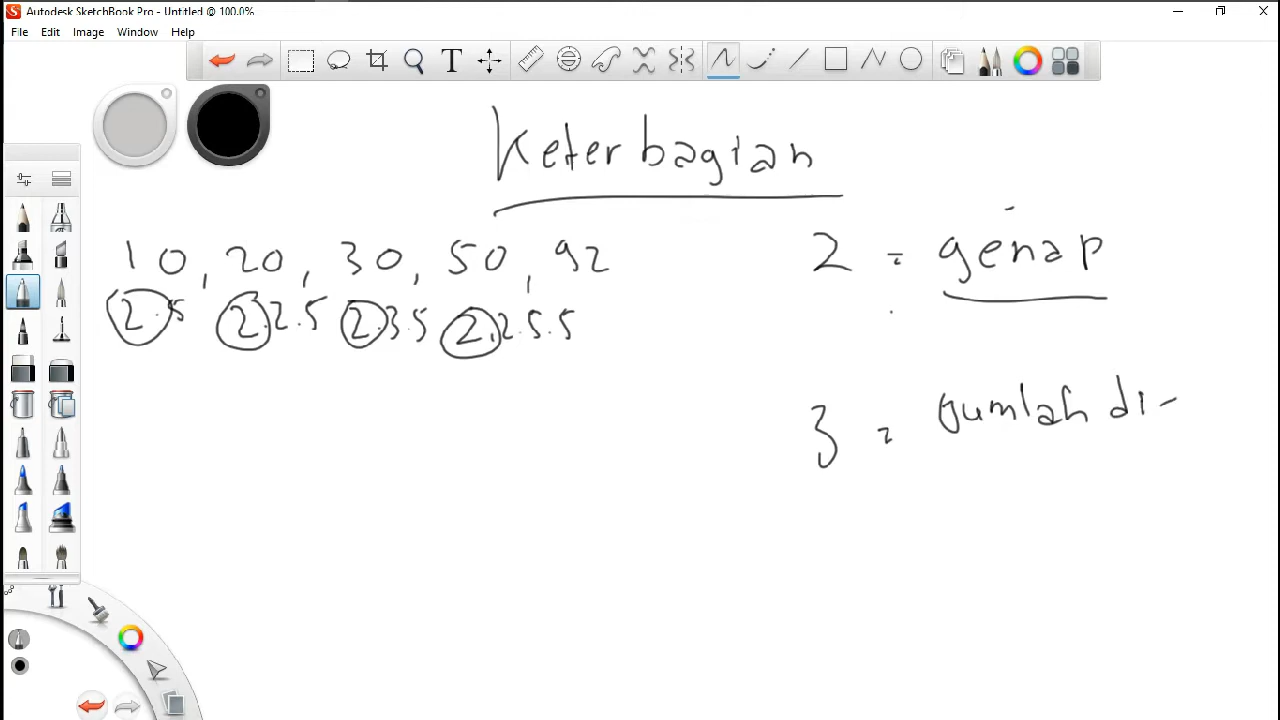 Autodesk SketchBook Pro - Untitled @ 100.0%
File Edit Image Window Help
Keterbagian
10, 20, 30, 50, 92
2.5 2.2.5 2.3.5 2.2.5.5
2 = genap
3 = jumlah di-